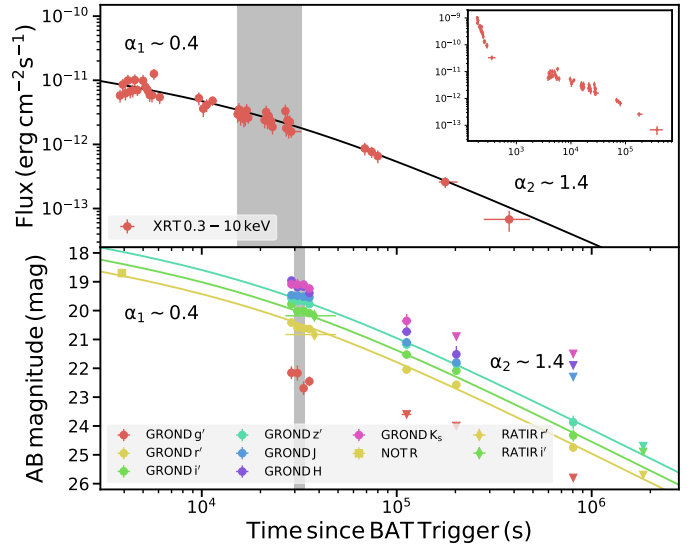 10⁻¹⁰
10⁻¹¹
10⁻¹²
10⁻¹³
Flux (erg cm⁻²s⁻¹)
α₁ ~ 0.4
α₂ ~ 1.4
XRT 0.3 − 10 keV
10⁻⁹
10⁻¹⁰
10⁻¹¹
10⁻¹²
10⁻¹³
10³ 10⁴ 10⁵
18
19
20
21
22
23
24
25
26
AB magnitude (mag)
α₁ ~ 0.4
α₂ ~ 1.4
GROND g′ GROND z′ GROND Kₛ RATIR r′
GROND r′ GROND J NOT R RATIR i′
GROND i′ GROND H
10⁴ 10⁵ 10⁶
Time since BAT Trigger (s)